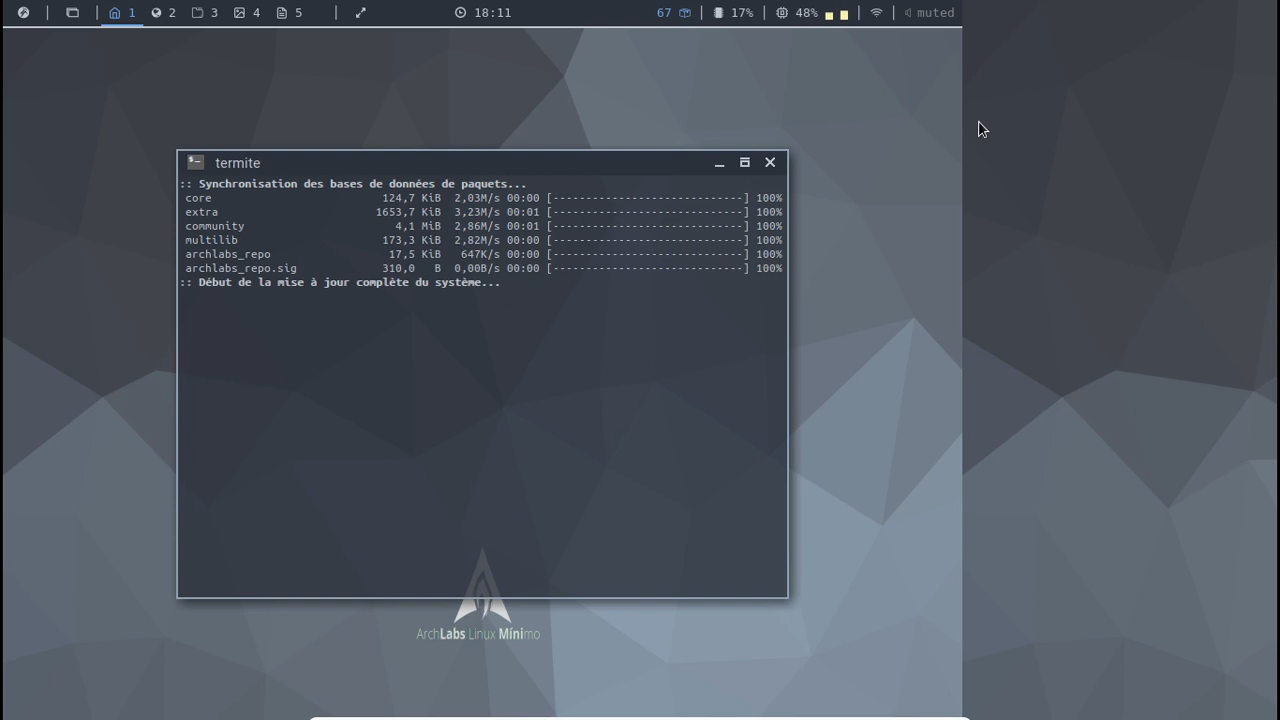 1 2 3 4 5 18:11 67 17% 48% muted
termite
:: Synchronisation des bases de données de paquets...
core 124,7 KiB 2,03M/s 00:00 [-----------------------------] 100%
extra 1653,7 KiB 3,23M/s 00:01 [-----------------------------] 100%
community 4,1 MiB 2,86M/s 00:01 [-----------------------------] 100%
multilib 173,3 KiB 2,82M/s 00:00 [-----------------------------] 100%
archlabs_repo 17,5 KiB 647K/s 00:00 [-----------------------------] 100%
archlabs_repo.sig 310,0 B 0,00B/s 00:00 [-----------------------------] 100%
:: Début de la mise à jour complète du système...
ArchLabs Linux Mínimo